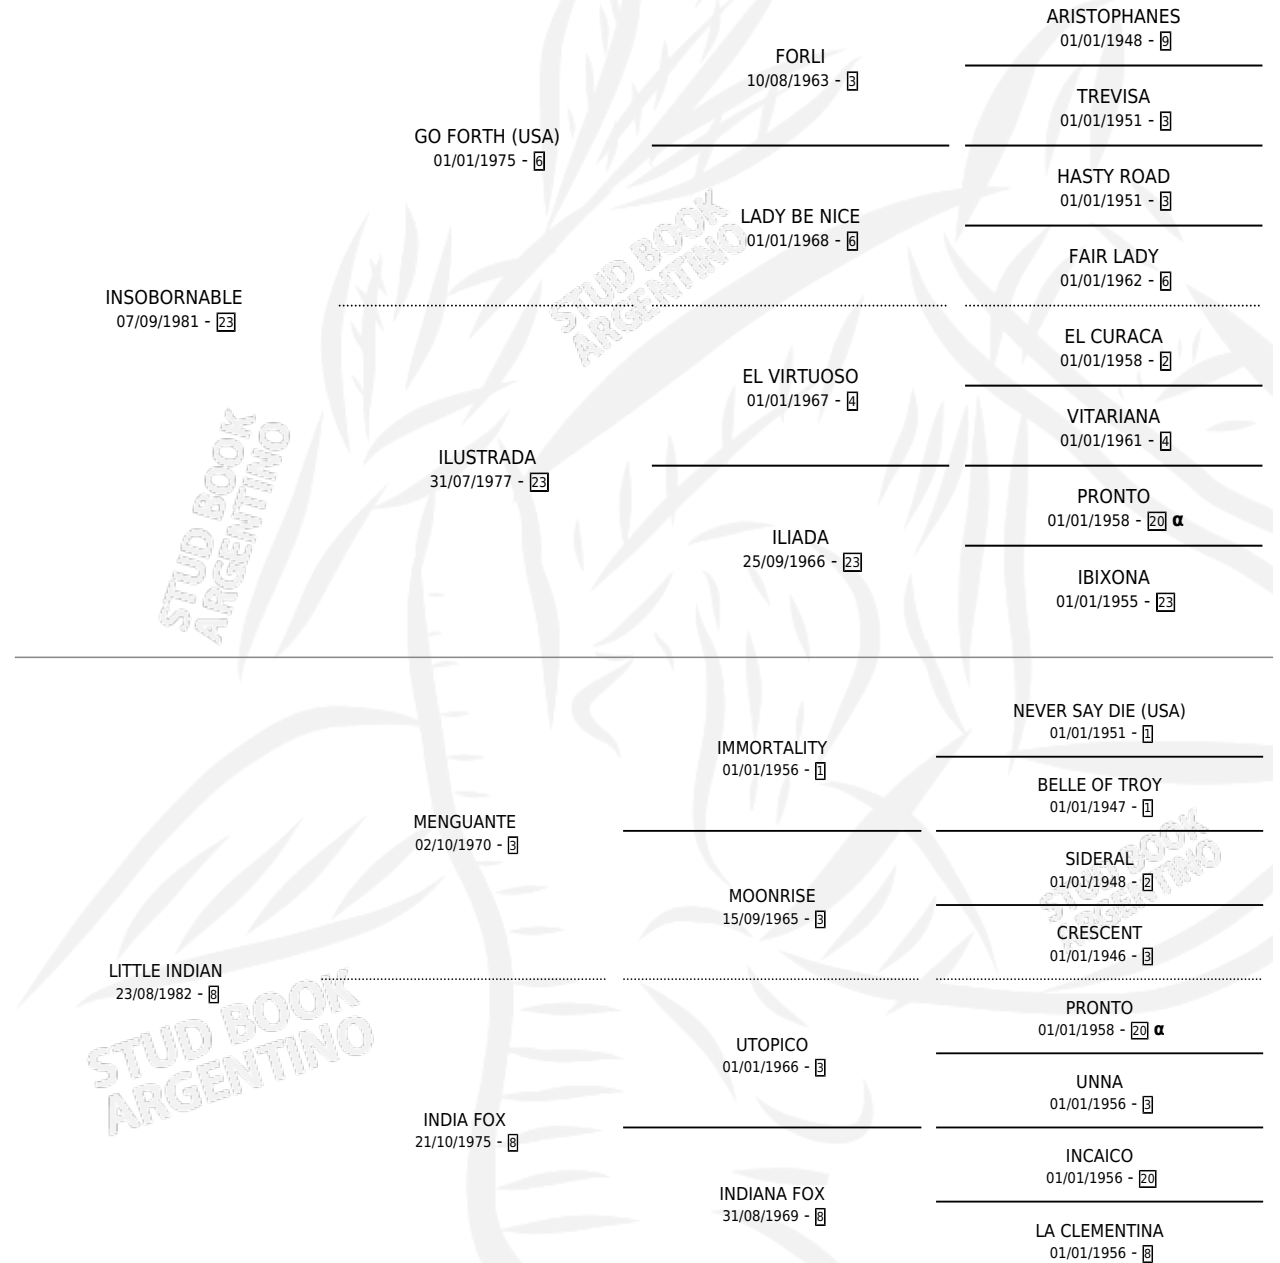 ARISTOPHANES
01/01/1948 - 9
FORLI
10/08/1963 - 3
TREVISA
01/01/1951 - 3
GO FORTH (USA)
01/01/1975 - 6
HASTY ROAD
01/01/1951 - 3
LADY BE NICE
01/01/1968 - 6
FAIR LADY
01/01/1962 - 6
INSOBORNABLE
07/09/1981 - 23
EL CURACA
01/01/1958 - 2
EL VIRTUOSO
01/01/1967 - 4
VITARIANA
01/01/1961 - 4
ILUSTRADA
31/07/1977 - 23
PRONTO
01/01/1958 - 20 α
ILIADA
25/09/1966 - 23
IBIXONA
01/01/1955 - 23
STUD BOOK
ARGENTINO
STUD BOOK
ARGENTINO
NEVER SAY DIE (USA)
01/01/1951 - 1
IMMORTALITY
01/01/1956 - 1
BELLE OF TROY
01/01/1947 - 1
MENGUANTE
02/10/1970 - 3
SIDERAL
01/01/1948 - 2
MOONRISE
15/09/1965 - 3
CRESCENT
01/01/1946 - 3
LITTLE INDIAN
23/08/1982 - 8
PRONTO
01/01/1958 - 20 α
UTOPICO
01/01/1966 - 3
UNNA
01/01/1956 - 3
INDIA FOX
21/10/1975 - 8
INCAICO
01/01/1956 - 20
INDIANA FOX
31/08/1969 - 8
LA CLEMENTINA
01/01/1956 - 8
STUD BOOK
ARGENTINO
STUD BOOK
ARGENTINO